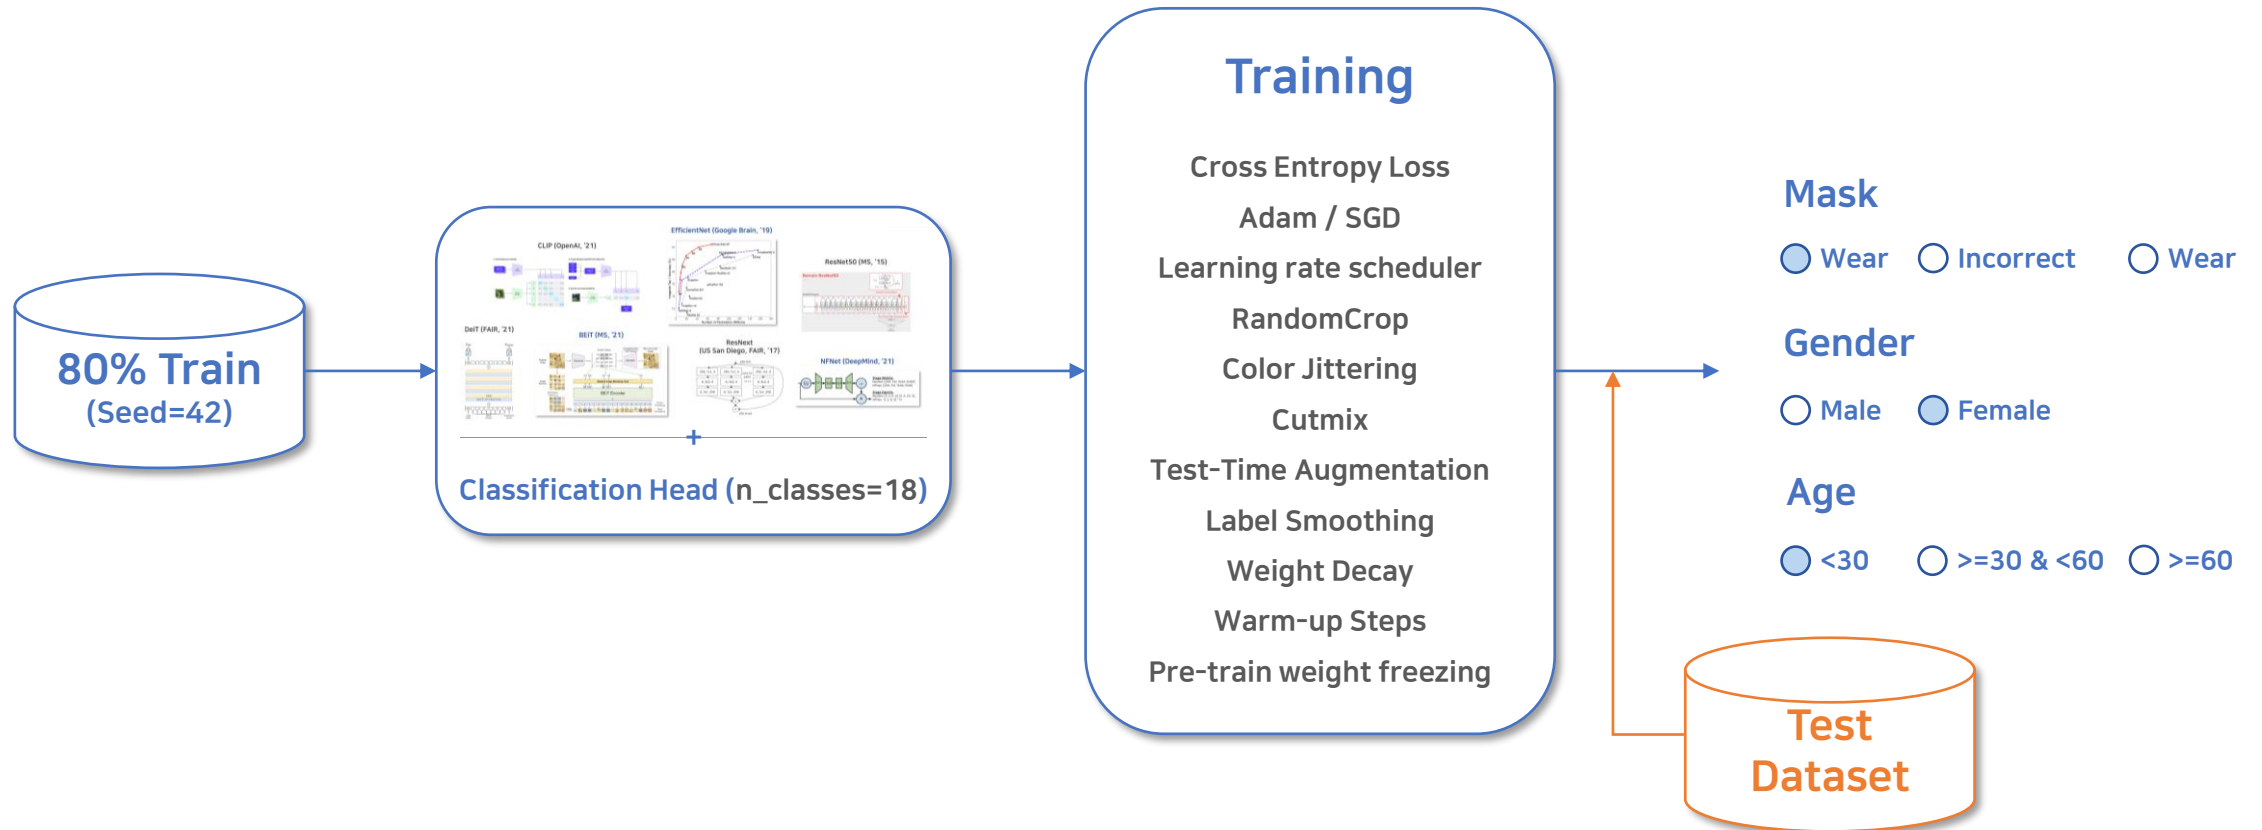 80% Train
(Seed=42)
CLIP (OpenAI, '21)
EfficientNet (Google Brain, '19)
ResNet50 (MS, '15)
DeiT (FAIR, '21)
BEiT (MS, '21)
ResNext
(US San Diego, FAIR, '17)
NFNet (DeepMind, '21)
BEIT Encoder
+
Classification Head (n_classes=18)
Training
Cross Entropy Loss
Adam / SGD
Learning rate scheduler
RandomCrop
Color Jittering
Cutmix
Test-Time Augmentation
Label Smoothing
Weight Decay
Warm-up Steps
Pre-train weight freezing
Mask
Wear Incorrect Wear
Gender
Male Female
Age
<30 >=30 & <60 >=60
Test
Dataset